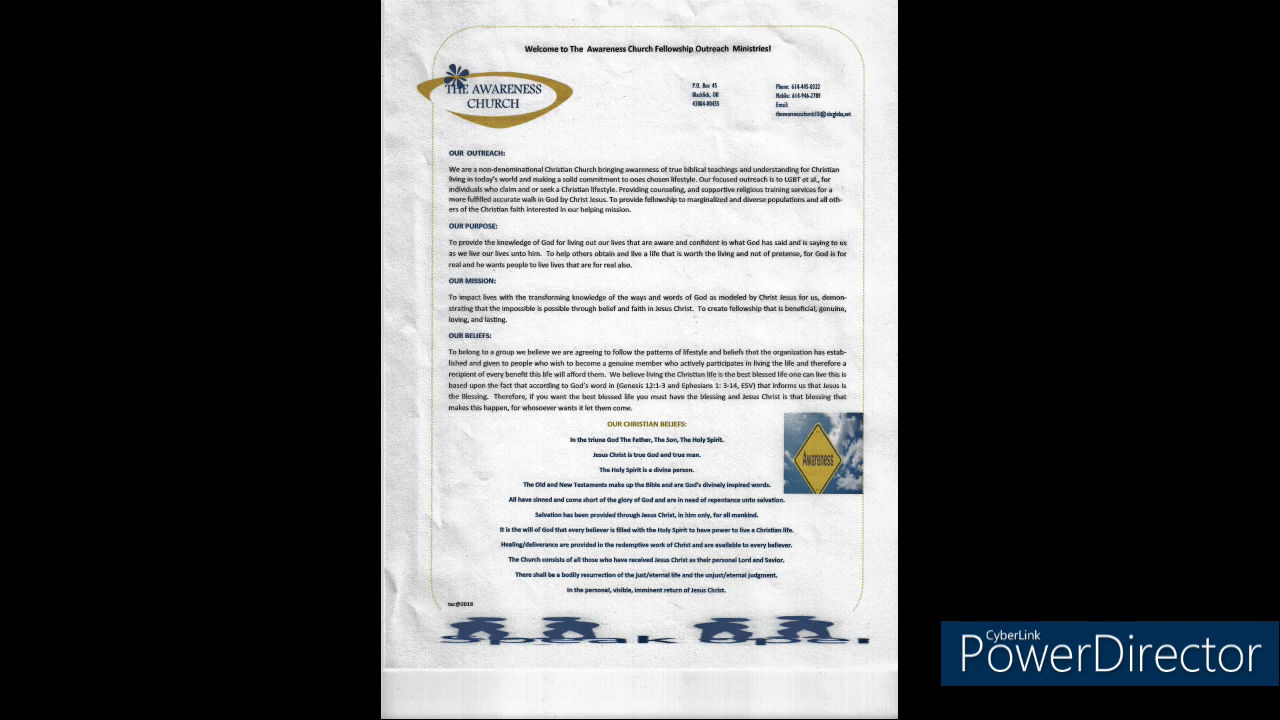 Welcome to The Awareness Church Fellowship Outreach Ministries!
THE AWARENESS
CHURCH
P.O. Box 45
Blacklick, OH
43004-00455
Phone: 614-445-0322
Mobile: 614-946-2789
Email:
OUR OUTREACH:
We are a non-denominational Christian Church bringing awareness of true biblical teachings and understanding for Christian
living in today's world and making a solid commitment to ones chosen lifestyle. Our focused outreach is to LGBT et al., for
individuals who claim and or seek a Christian lifestyle. Providing counseling, and supportive religious training services for a
more fulfilled accurate walk in God by Christ Jesus. To provide fellowship to marginalized and diverse populations and all oth-
ers of the Christian faith interested in our helping mission.
OUR PURPOSE:
To provide the knowledge of God for living out our lives that are aware and confident in what God has said and is saying to us
as we live our lives unto him. To help others obtain and live a life that is worth the living and not of pretense, for God is for
real and he wants people to live lives that are for real also.
OUR MISSION:
To impact lives with the transforming knowledge of the ways and words of God as modeled by Christ Jesus for us, demon-
strating that the impossible is possible through belief and faith in Jesus Christ. To create fellowship that is beneficial, genuine,
loving, and lasting.
OUR BELIEFS:
To belong to a group we believe we are agreeing to follow the patterns of lifestyle and beliefs that the organization has estab-
lished and given to people who wish to become a genuine member who actively participates in living the life and therefore a
recipient of every benefit this life will afford them. We believe living the Christian life is the best blessed life one can live this is
based upon the fact that according to God's word in (Genesis 12:1-3 and Ephesians 1: 3-14, ESV) that informs us that Jesus is
the Blessing. Therefore, if you want the best blessed life you must have the blessing and Jesus Christ is that blessing that
makes this happen, for whosoever wants it let them come.
OUR CHRISTIAN BELIEFS:
In the triune God The Father, The Son, The Holy Spirit.
Jesus Christ is true God and true man.
The Holy Spirit is a divine person.
The Old and New Testaments make up the Bible and are God's divinely inspired words.
All have sinned and come short of the glory of God and are in need of repentance unto salvation.
Salvation has been provided through Jesus Christ, in him only, for all mankind.
It is the will of God that every believer is filled with the Holy Spirit to have power to live a Christian life.
Healing/deliverance are provided in the redemptive work of Christ and are available to every believer.
The Church consists of all those who have received Jesus Christ as their personal Lord and Savior.
There shall be a bodily resurrection of the just/eternal life and the unjust/eternal judgment.
In the personal, visible, imminent return of Jesus Christ.
Awareness
tac@2018
CyberLink
PowerDirector